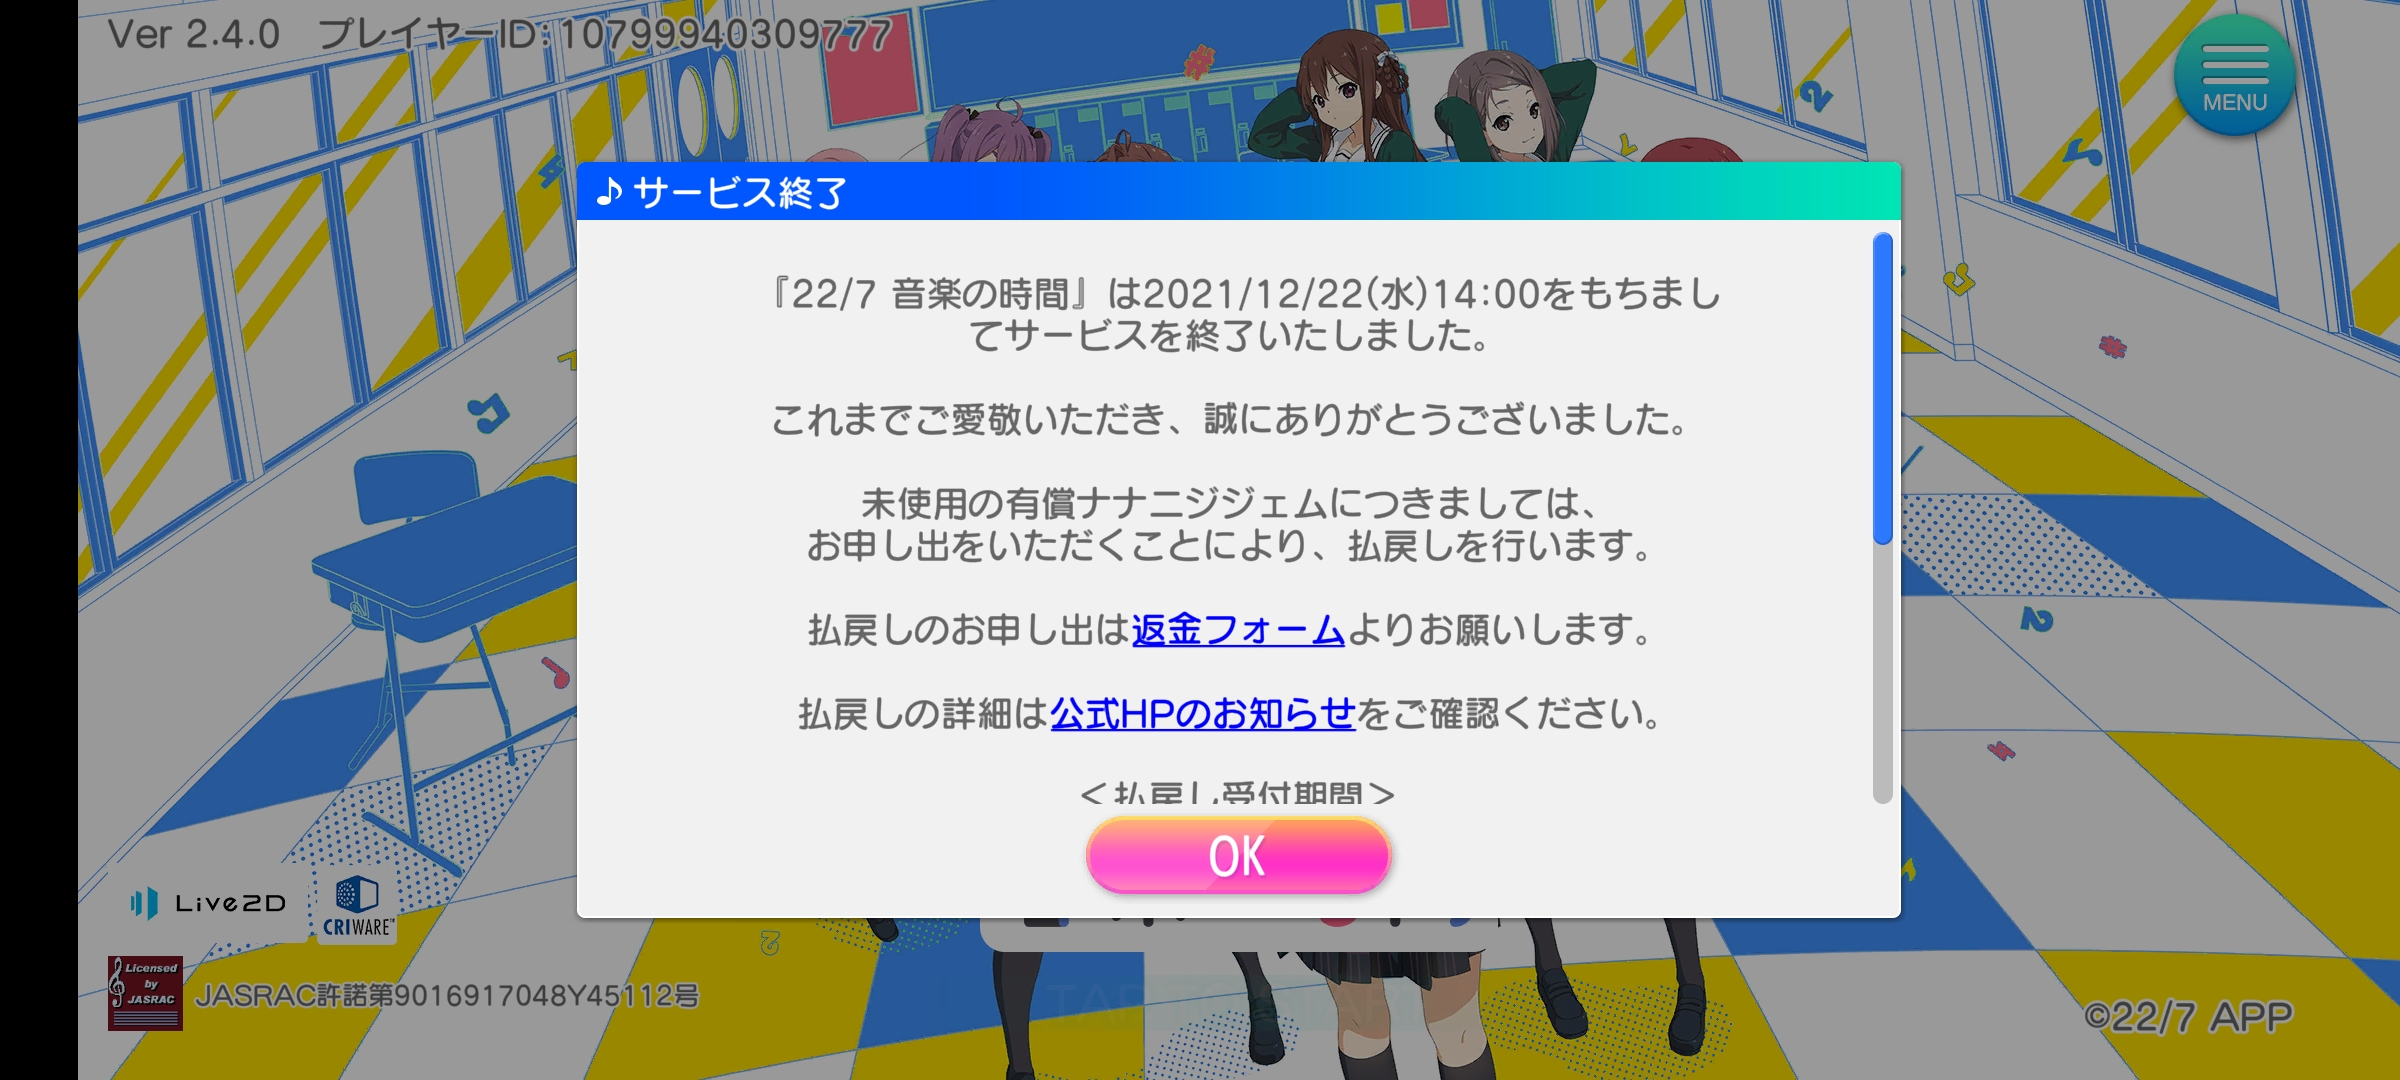 Ver 2.4.0 プレイヤーID:10799940309777
MENU
♪サービス終了
『22/7 音楽の時間』は2021/12/22(水)14:00をもちまし
てサービスを終了いたしました。
これまでご愛敬いただき、誠にありがとうございました。
未使用の有償ナナニジジェムにつきましては、
お申し出をいただくことにより、払戻しを行います。
払戻しのお申し出は返金フォームよりお願いします。
払戻しの詳細は公式HPのお知らせをご確認ください。
＜払戻し受付期間＞
OK
Live2D
CRIWARE
Licensed
by
JASRAC
JASRAC許諾第9016917048Y45112号
TAP TO START
©22/7 APP